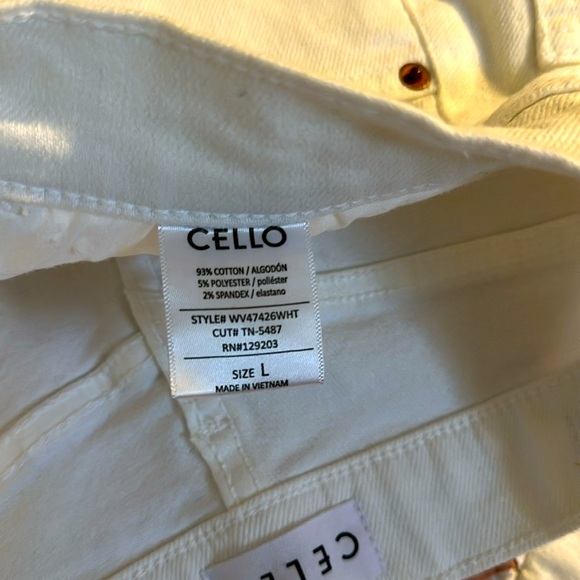 CELLO
93% COTTON / ALGODÓN
5% POLYESTER / poliéster
2% SPANDEX / elastano
STYLE# WV47426WHT
CUT# TN-5487
RN#129203
SIZE L
MADE IN VIETNAM
CELLO